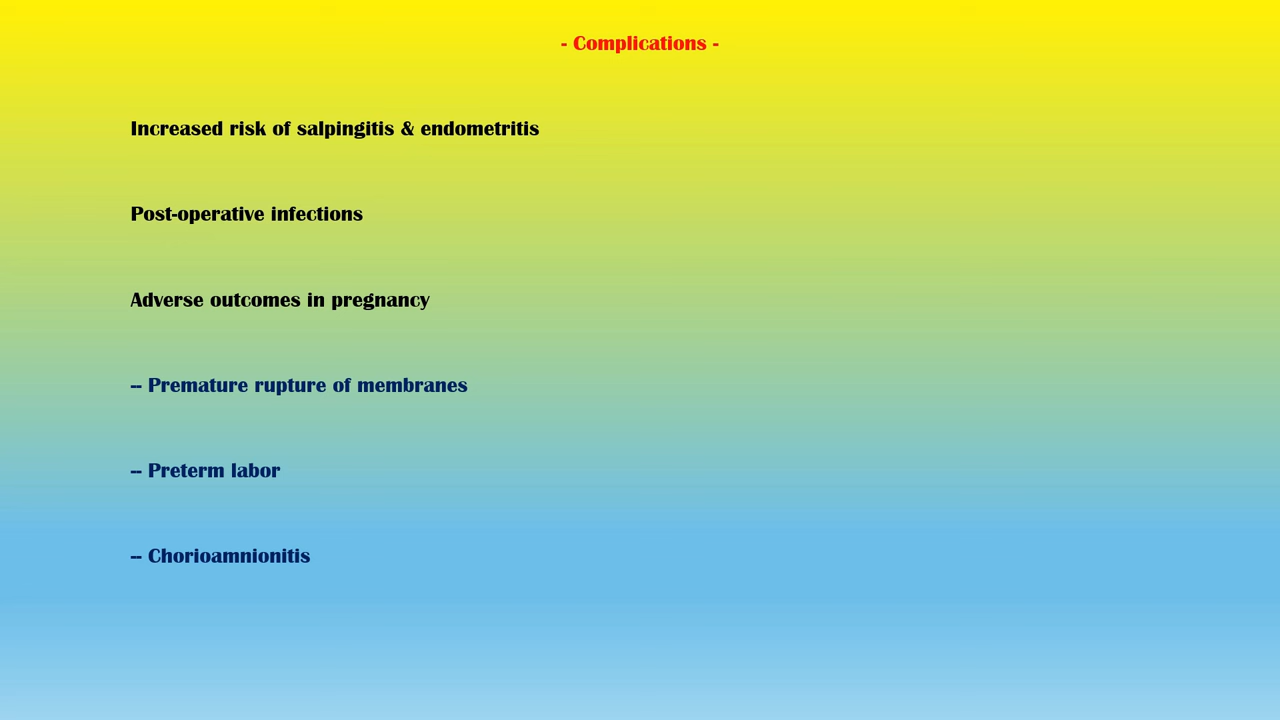 - Complications -
Increased risk of salpingitis & endometritis
Post-operative infections
Adverse outcomes in pregnancy
-- Premature rupture of membranes
-- Preterm labor
-- Chorioamnionitis